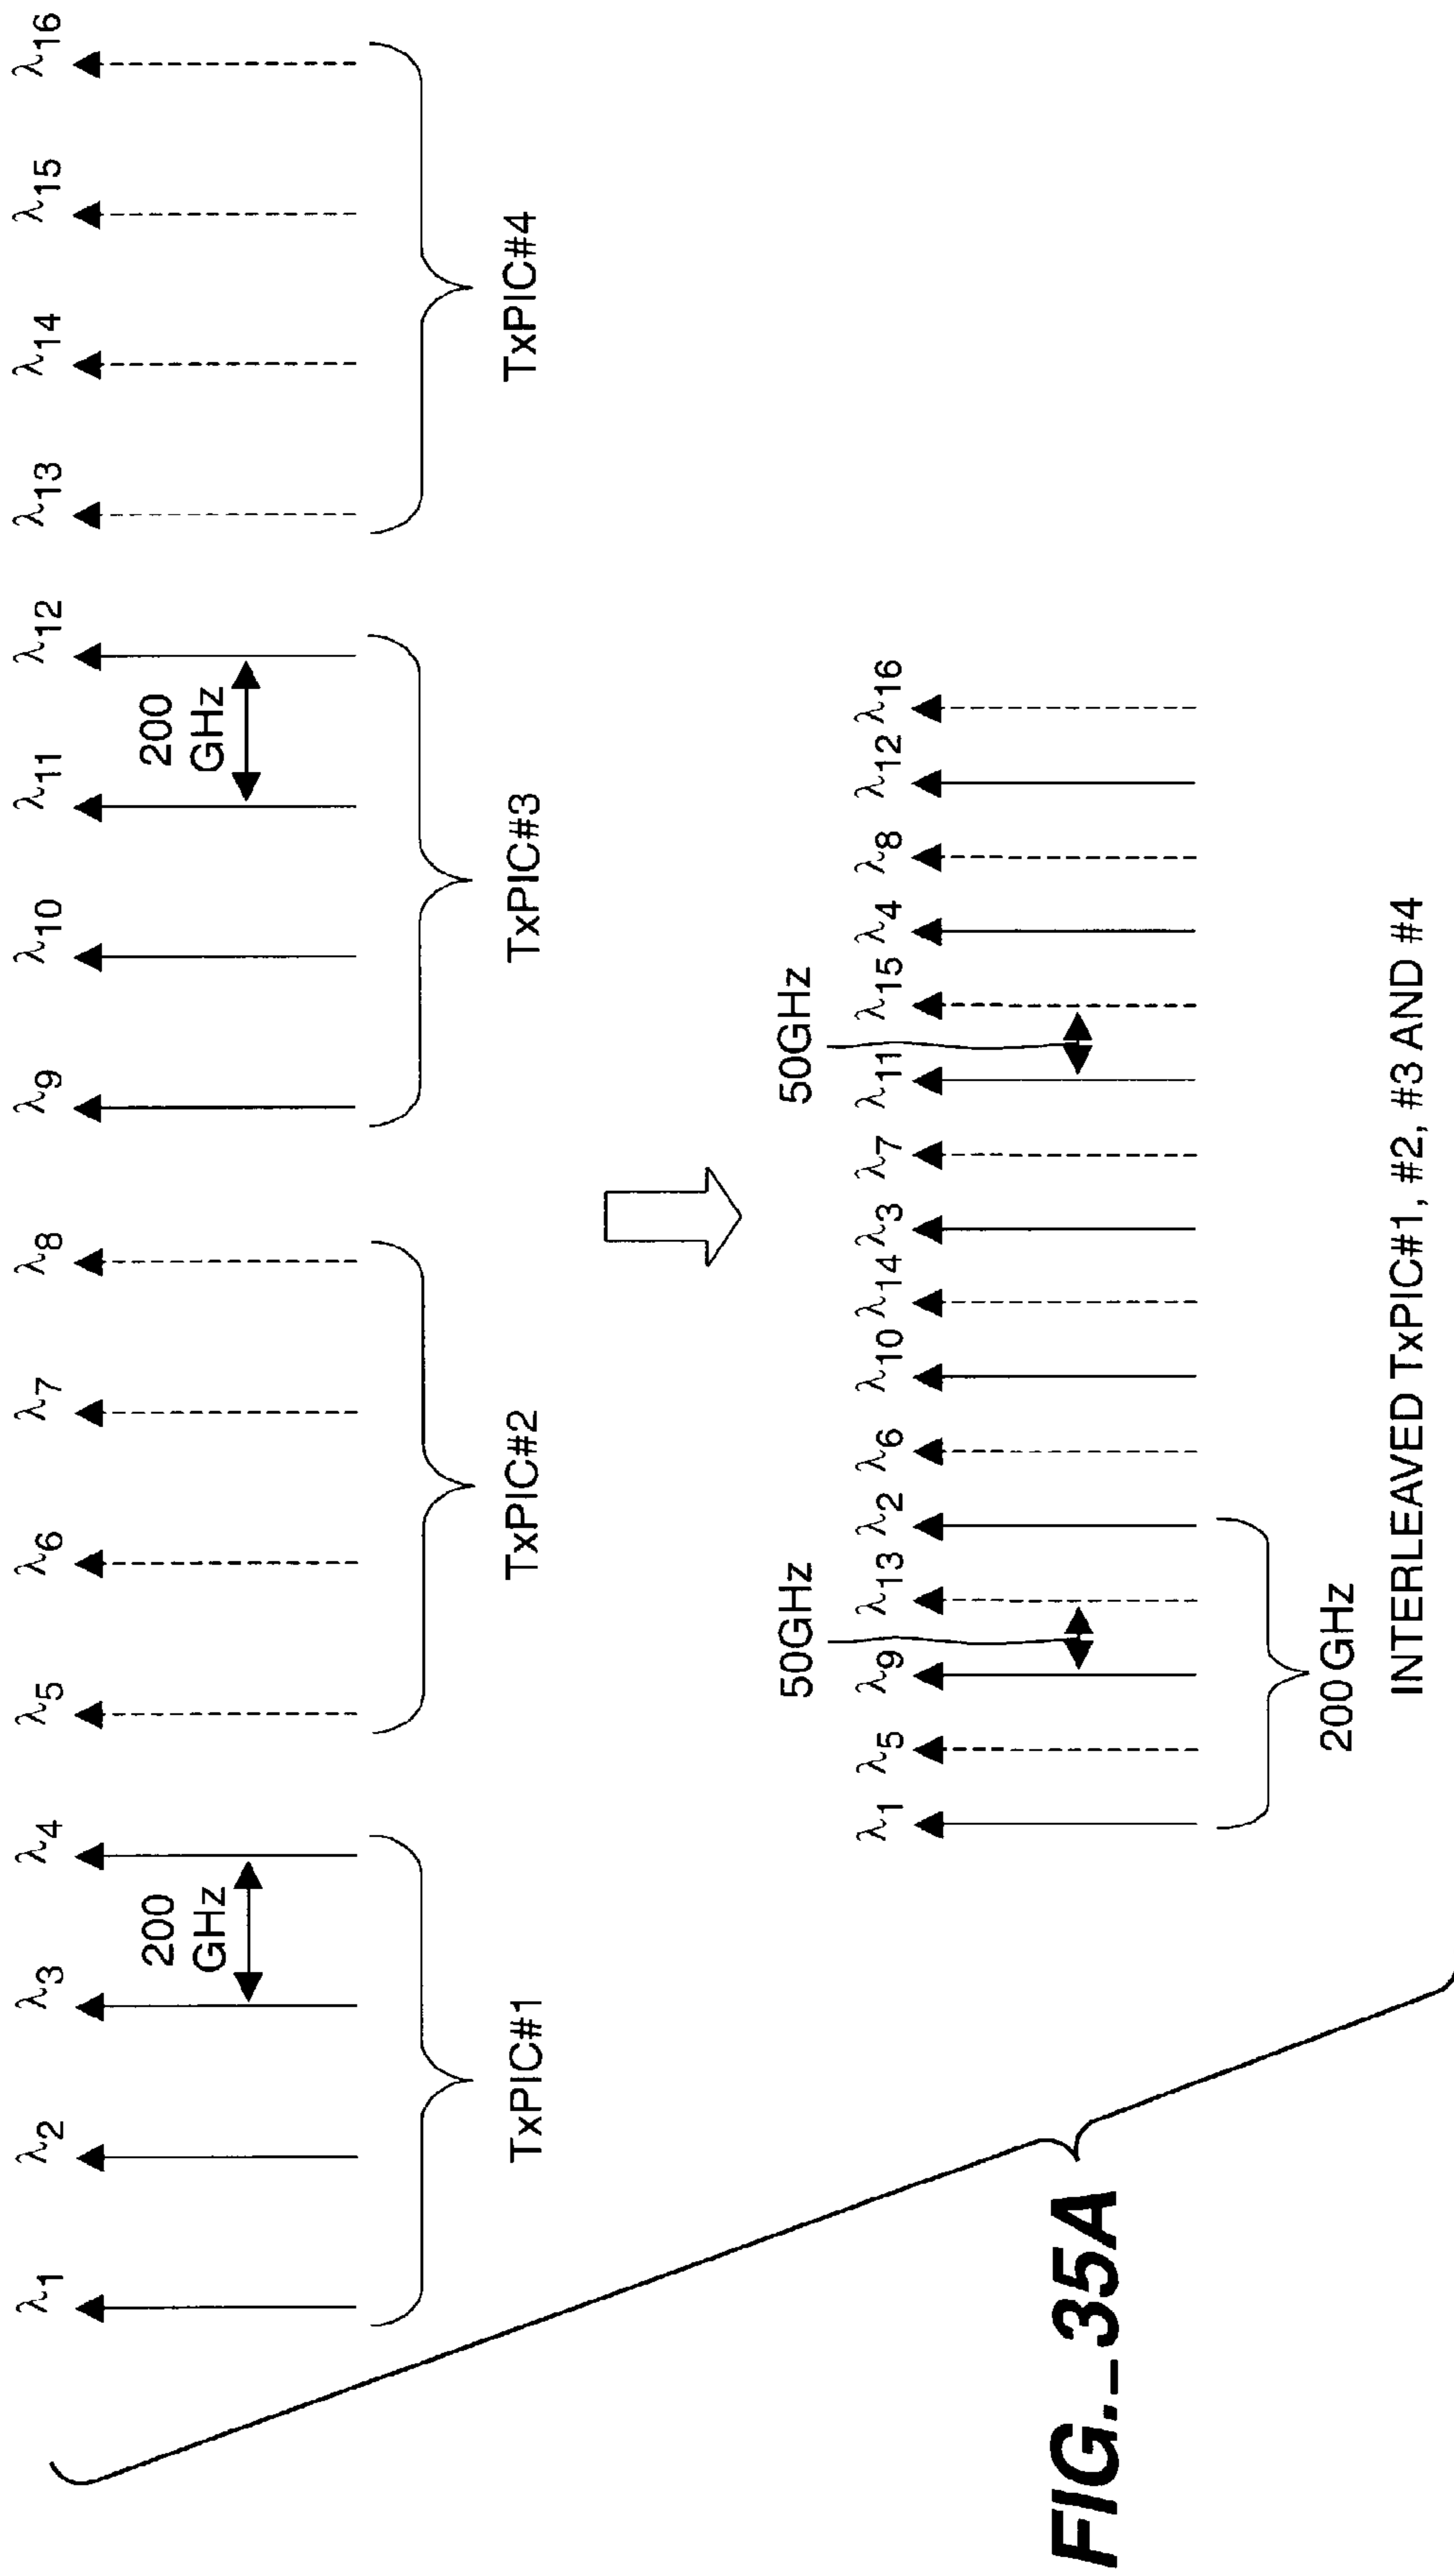 λ1 λ2 λ3 λ4 λ5 λ6 λ7 λ8 λ9 λ10 λ11 λ12 λ13 λ14 λ15 λ16
200
GHz
200
GHz
TxPIC#1 TxPIC#2 TxPIC#3 TxPIC#4
50GHz 50GHz
λ1 λ5 λ9 λ13 λ2 λ6 λ10 λ14 λ3 λ7 λ11 λ15 λ4 λ8 λ12 λ16
200GHz
INTERLEAVED TxPIC#1, #2, #3 AND #4
FIG._35A